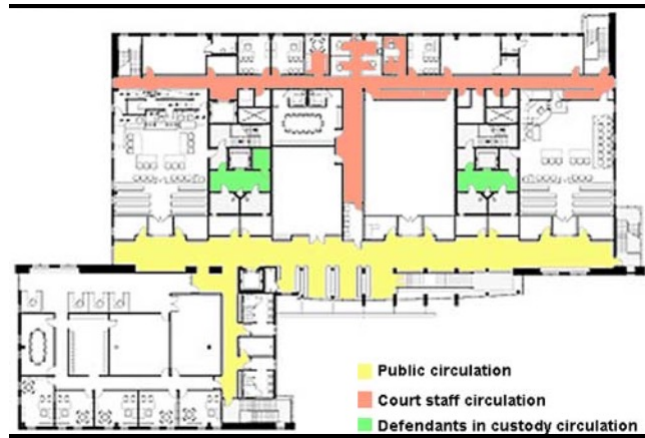 Public circulation
Court staff circulation
Defendants in custody circulation